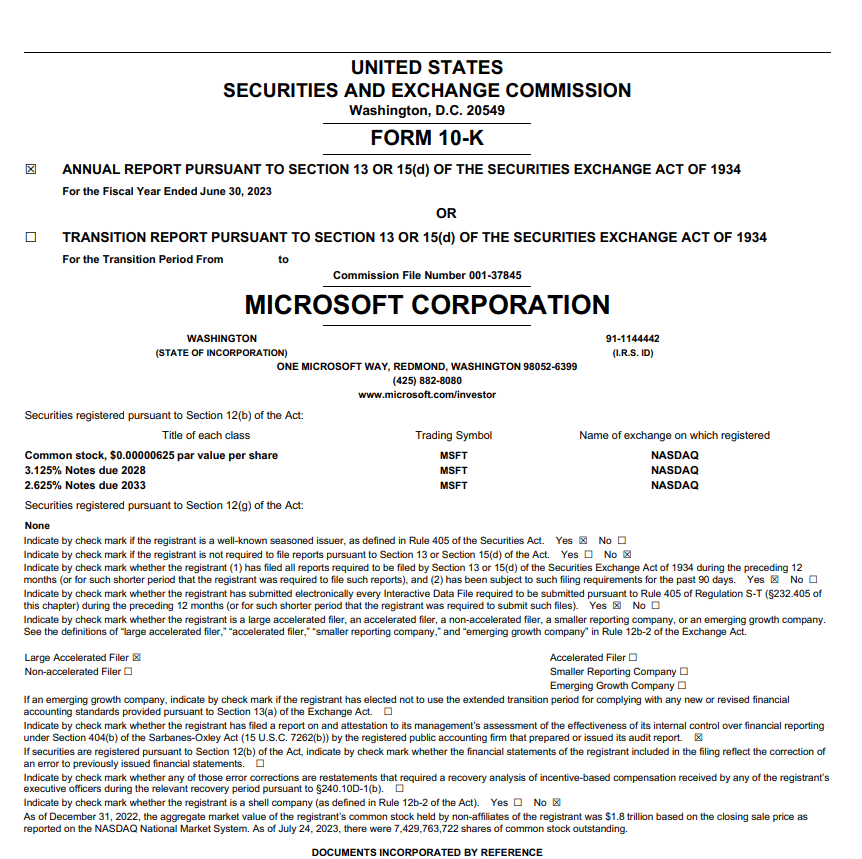 UNITED STATES
SECURITIES AND EXCHANGE COMMISSION
Washington, D.C. 20549
FORM 10-K
☒ ANNUAL REPORT PURSUANT TO SECTION 13 OR 15(d) OF THE SECURITIES EXCHANGE ACT OF 1934
For the Fiscal Year Ended June 30, 2023
OR
☐ TRANSITION REPORT PURSUANT TO SECTION 13 OR 15(d) OF THE SECURITIES EXCHANGE ACT OF 1934
For the Transition Period From to
Commission File Number 001-37845
MICROSOFT CORPORATION
WASHINGTON 91-1144442
(STATE OF INCORPORATION) (I.R.S. ID)
ONE MICROSOFT WAY, REDMOND, WASHINGTON 98052-6399
(425) 882-8080
www.microsoft.com/investor
Securities registered pursuant to Section 12(b) of the Act:
Title of each class Trading Symbol Name of exchange on which registered
Common stock, $0.00000625 par value per share MSFT NASDAQ
3.125% Notes due 2028 MSFT NASDAQ
2.625% Notes due 2033 MSFT NASDAQ
Securities registered pursuant to Section 12(g) of the Act:
None
Indicate by check mark if the registrant is a well-known seasoned issuer, as defined in Rule 405 of the Securities Act. Yes ☒ No ☐
Indicate by check mark if the registrant is not required to file reports pursuant to Section 13 or Section 15(d) of the Act. Yes ☐ No ☒
Indicate by check mark whether the registrant (1) has filed all reports required to be filed by Section 13 or 15(d) of the Securities Exchange Act of 1934 during the preceding 12
months (or for such shorter period that the registrant was required to file such reports), and (2) has been subject to such filing requirements for the past 90 days. Yes ☒ No ☐
Indicate by check mark whether the registrant has submitted electronically every Interactive Data File required to be submitted pursuant to Rule 405 of Regulation S-T (§232.405 of
this chapter) during the preceding 12 months (or for such shorter period that the registrant was required to submit such files). Yes ☒ No ☐
Indicate by check mark whether the registrant is a large accelerated filer, an accelerated filer, a non-accelerated filer, a smaller reporting company, or an emerging growth company.
See the definitions of “large accelerated filer,” “accelerated filer,” “smaller reporting company,” and “emerging growth company” in Rule 12b-2 of the Exchange Act.
Large Accelerated Filer ☒ Accelerated Filer ☐
Non-accelerated Filer ☐ Smaller Reporting Company ☐
Emerging Growth Company ☐
If an emerging growth company, indicate by check mark if the registrant has elected not to use the extended transition period for complying with any new or revised financial
accounting standards provided pursuant to Section 13(a) of the Exchange Act. ☐
Indicate by check mark whether the registrant has filed a report on and attestation to its management’s assessment of the effectiveness of its internal control over financial reporting
under Section 404(b) of the Sarbanes-Oxley Act (15 U.S.C. 7262(b)) by the registered public accounting firm that prepared or issued its audit report. ☒
If securities are registered pursuant to Section 12(b) of the Act, indicate by check mark whether the financial statements of the registrant included in the filing reflect the correction of
an error to previously issued financial statements. ☐
Indicate by check mark whether any of those error corrections are restatements that required a recovery analysis of incentive-based compensation received by any of the registrant’s
executive officers during the relevant recovery period pursuant to §240.10D-1(b). ☐
Indicate by check mark whether the registrant is a shell company (as defined in Rule 12b-2 of the Act). Yes ☐ No ☒
As of December 31, 2022, the aggregate market value of the registrant’s common stock held by non-affiliates of the registrant was $1.8 trillion based on the closing sale price as
reported on the NASDAQ National Market System. As of July 24, 2023, there were 7,429,763,722 shares of common stock outstanding.
DOCUMENTS INCORPORATED BY REFERENCE